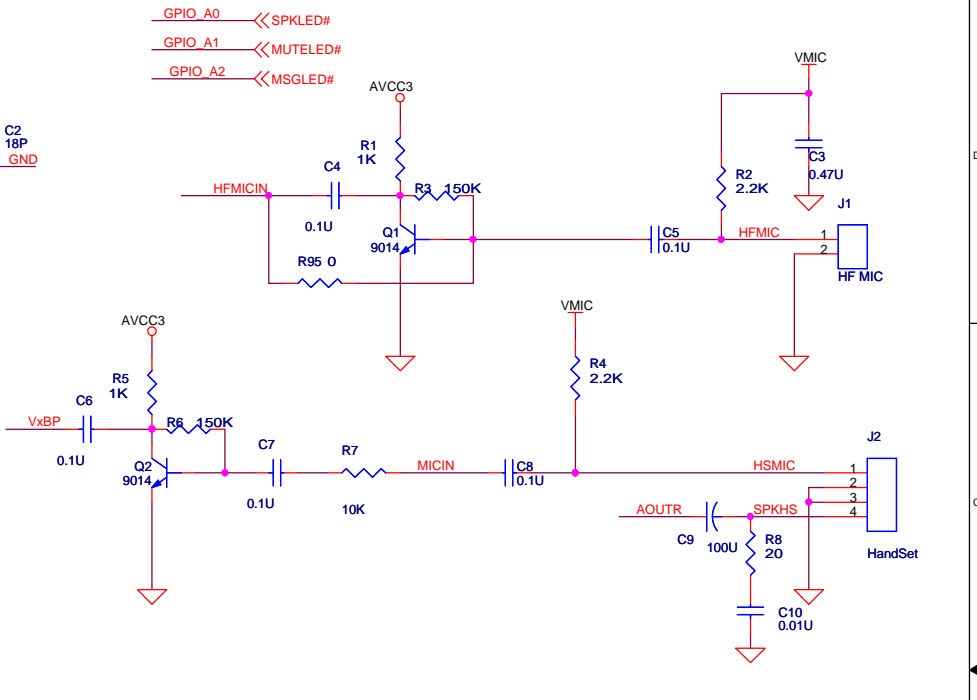 GPIO_A0
SPKLED#
GPIO_A1
MUTELED#
GPIO_A2
MSGLED#
VMIC
AVCC3
C2
18P
GND
R1
1K
C3
0.47U
C4
R2
2.2K
HFMICIN
R3 150K
J1
0.1U
Q1
9014
C5
0.1U
HFMIC
1
2
R95 0
HF MIC
VMIC
AVCC3
R4
2.2K
R5
1K
C6
VxBP
R6 150K
0.1U
Q2
9014
C7
R7
MICIN
C8
0.1U
HSMIC
J2
1
2
3
4
0.1U
10K
AOUTR
SPKHS
C9
100U
R8
20
HandSet
C10
0.01U
D
C